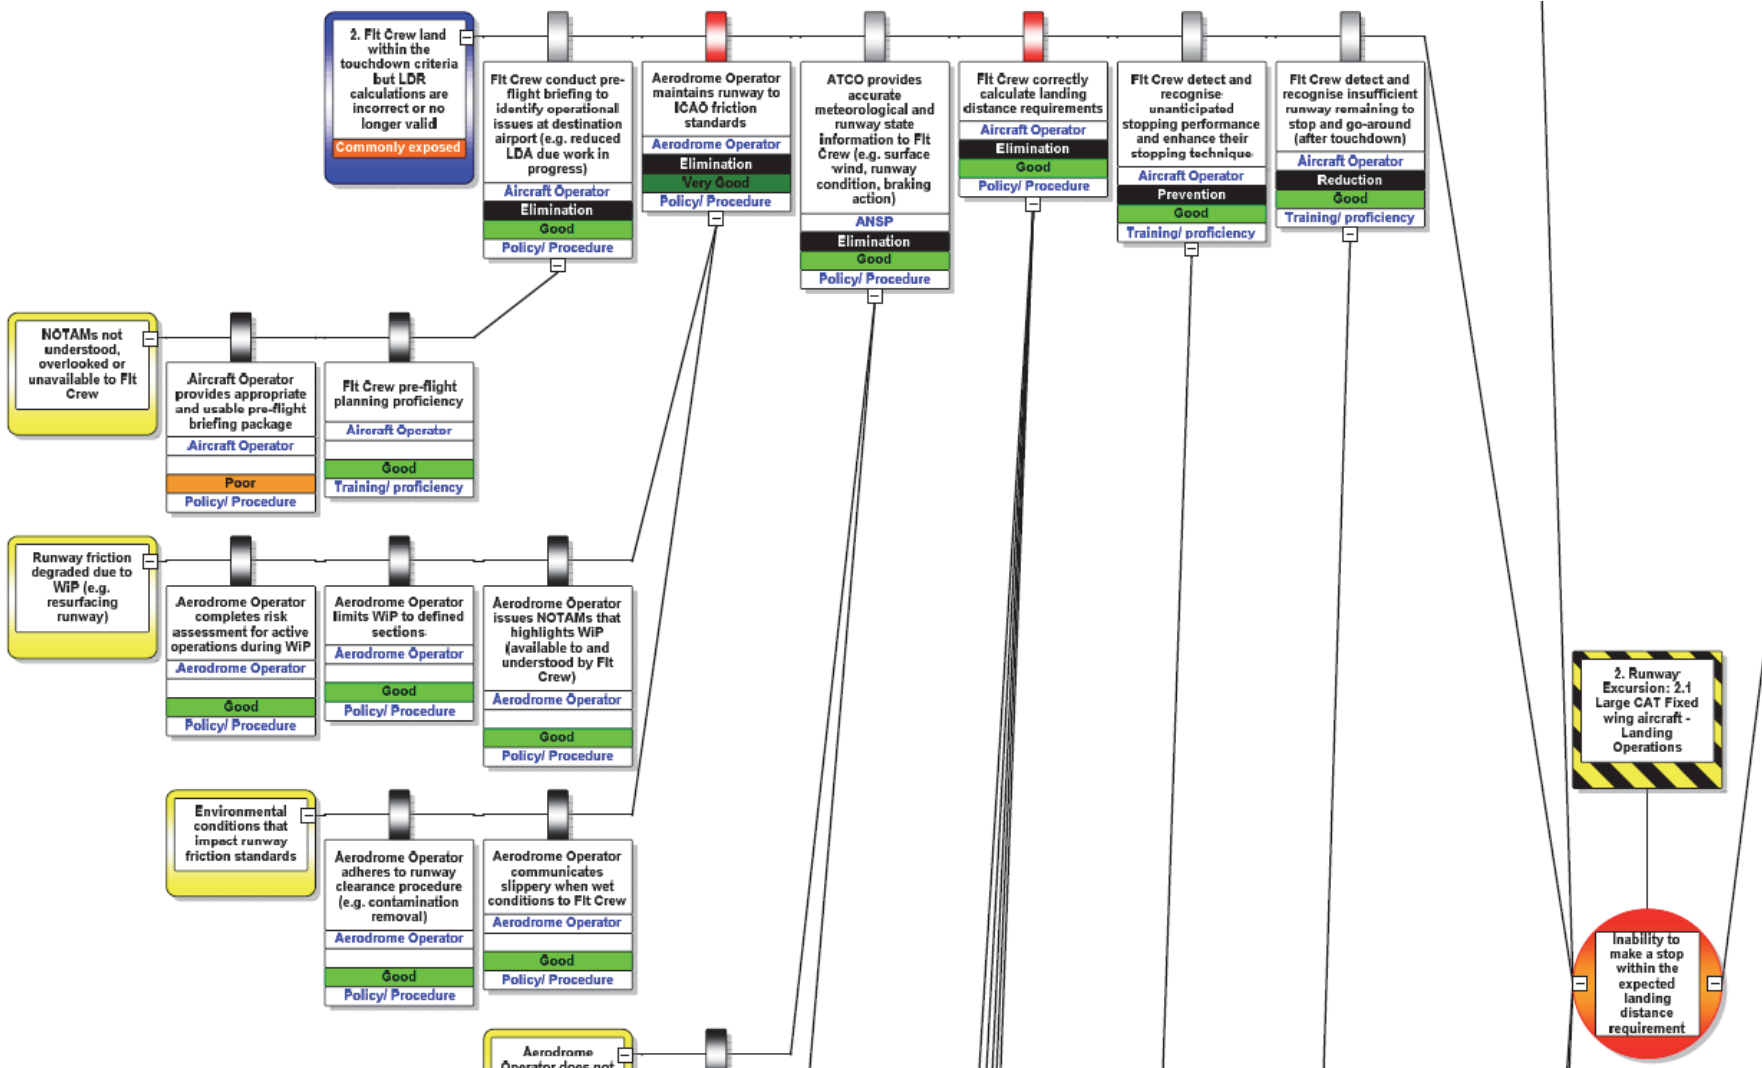 2. Flt Crew land
within the
touchdown criteria
but LDR
calculations are
incorrect or no
longer valid
Commonly exposed
Flt Crew conduct pre-
flight briefing to
identify operational
issues at destination
airport (e.g. reduced
LDA due work in
progress)
Aircraft Operator
Elimination
Good
Policy/ Procedure
Aerodrome Operator
maintains runway to
ICAO friction
standards
Aerodrome Operator
Elimination
Very Good
Policy/ Procedure
ATCO provides
accurate
meteorological and
runway state
information to Flt
Crew (e.g. surface
wind, runway
condition, braking
action)
ANSP
Elimination
Good
Policy/ Procedure
Flt Crew correctly
calculate landing
distance requirements
Aircraft Operator
Elimination
Good
Policy/ Procedure
Flt Crew detect and
recognise
unanticipated
stopping performance
and enhance their
stopping technique
Aircraft Operator
Prevention
Good
Training/ proficiency
Flt Crew detect and
recognise insufficient
runway remaining to
stop and go-around
(after touchdown)
Aircraft Operator
Reduction
Good
Training/ proficiency
NOTAMs not
understood,
overlooked or
unavailable to Flt
Crew
Aircraft Operator
provides appropriate
and usable pre-flight
briefing package
Aircraft Operator
Poor
Policy/ Procedure
Flt Crew pre-flight
planning proficiency
Aircraft Operator
Good
Training/ proficiency
Runway friction
degraded due to
WiP (e.g.
resurfacing
runway)
Aerodrome Operator
completes risk
assessment for active
operations during WiP
Aerodrome Operator
Good
Policy/ Procedure
Aerodrome Operator
limits WiP to defined
sections
Aerodrome Operator
Good
Policy/ Procedure
Aerodrome Operator
issues NOTAMs that
highlights WiP
(available to and
understood by Flt
Crew)
Aerodrome Operator
Good
Policy/ Procedure
Environmental
conditions that
impact runway
friction standards
Aerodrome Operator
adheres to runway
clearance procedure
(e.g. contamination
removal)
Aerodrome Operator
Good
Policy/ Procedure
Aerodrome Operator
communicates
slippery when wet
conditions to Flt Crew
Aerodrome Operator
Good
Policy/ Procedure
Aerodrome
Operator does not
2. Runway
Excursion: 2.1
Large CAT Fixed
wing aircraft -
Landing
Operations
Inability to
make a stop
within the
expected
landing
distance
requirement